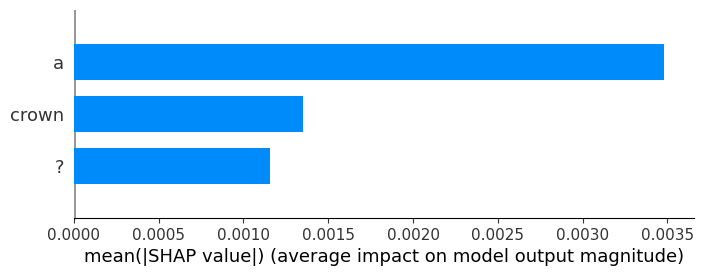 a
crown
?
0.0000 0.0005 0.0010 0.0015 0.0020 0.0025 0.0030 0.0035
mean(|SHAP value|) (average impact on model output magnitude)